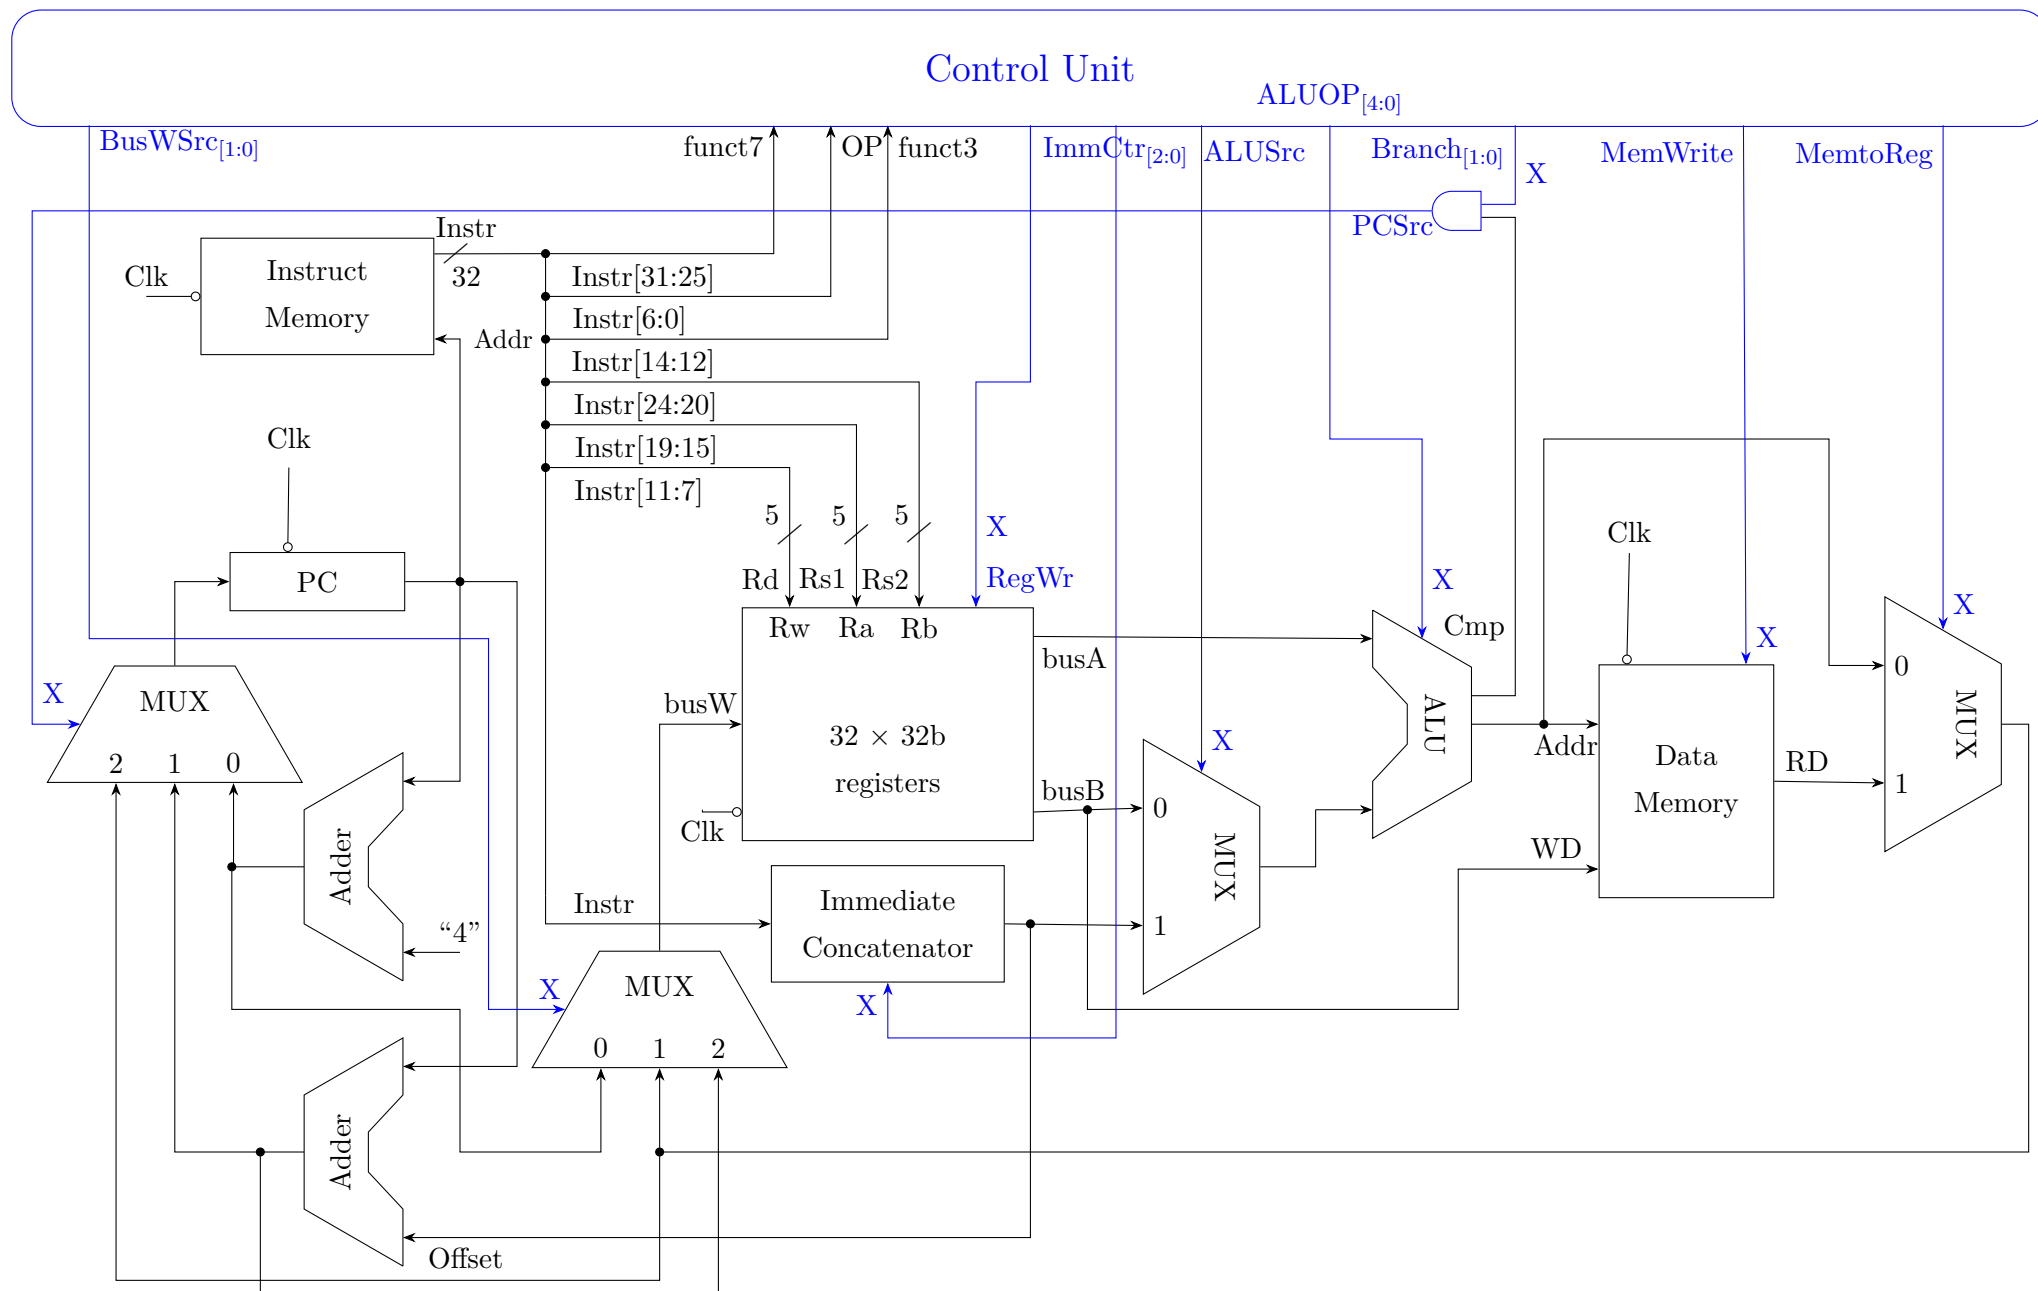 Control Unit
ALUOP[4:0]
BusWSrc[1:0]
funct7
OP
funct3
ImmCtr[2:0]
ALUSrc
Branch[1:0]
MemWrite
MemtoReg
X
PCSrc
Instr
32
Clk
Instruct
Memory
Addr
Instr[31:25]
Instr[6:0]
Instr[14:12]
Instr[24:20]
Instr[19:15]
Instr[11:7]
Clk
PC
5
5
5
X
RegWr
Rd
Rs1
Rs2
Rw
Ra
Rb
busA
busW
32 × 32b
registers
busB
Clk
X
Cmp
ALU
Clk
X
X
0
MUX
1
Addr
Data
Memory
RD
WD
X
MUX
2
1
0
Adder
“4”
X
0
MUX
1
Instr
Immediate
Concatenator
X
X
MUX
0
1
2
Adder
Offset